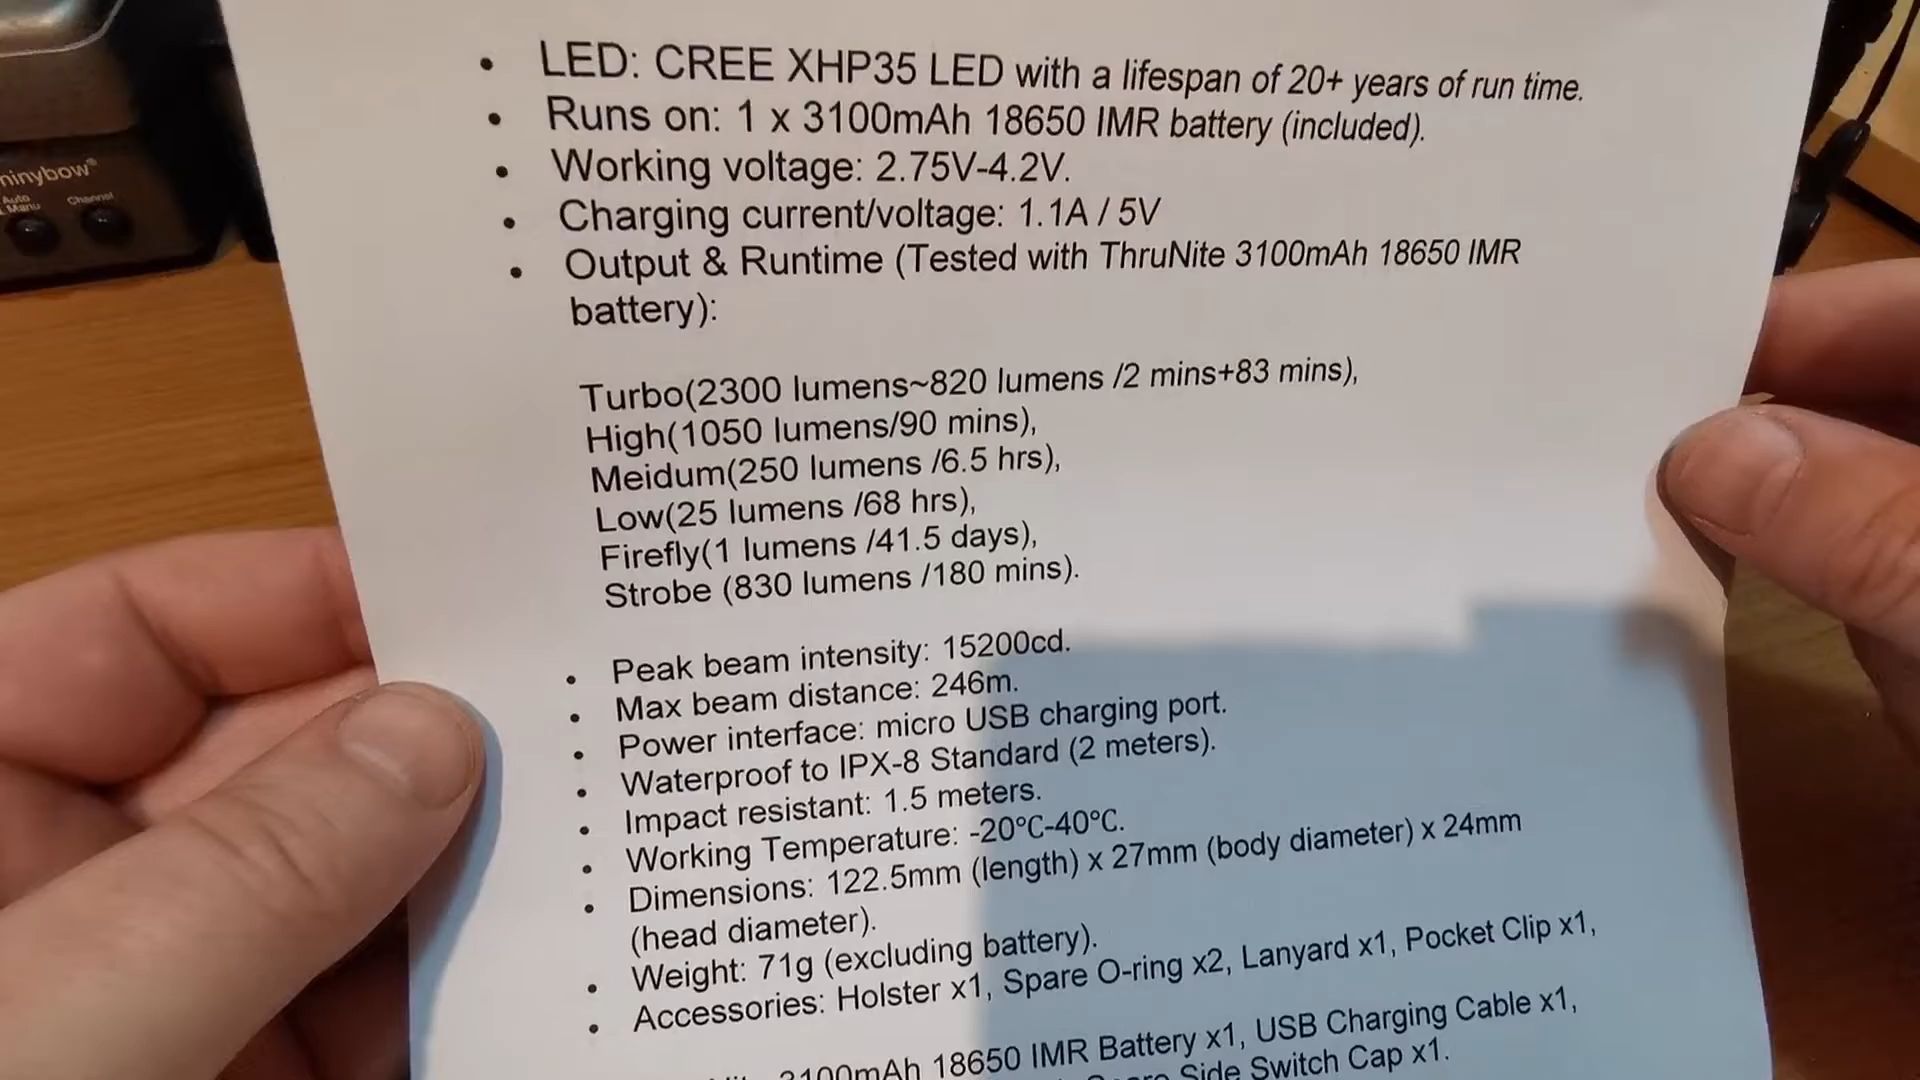 ninybow®
Auto
Manu
Channel
• LED: CREE XHP35 LED with a lifespan of 20+ years of run time.
• Runs on: 1 x 3100mAh 18650 IMR battery (included).
• Working voltage: 2.75V-4.2V.
• Charging current/voltage: 1.1A / 5V
• Output & Runtime (Tested with ThruNite 3100mAh 18650 IMR
battery):
Turbo(2300 lumens~820 lumens /2 mins+83 mins),
High(1050 lumens/90 mins),
Meidum(250 lumens /6.5 hrs),
Low(25 lumens /68 hrs),
Firefly(1 lumens /41.5 days),
Strobe (830 lumens /180 mins).
• Peak beam intensity: 15200cd.
• Max beam distance: 246m.
• Power interface: micro USB charging port.
• Waterproof to IPX-8 Standard (2 meters).
• Impact resistant: 1.5 meters.
• Working Temperature: -20℃-40℃.
• Dimensions: 122.5mm (length) x 27mm (body diameter) x 24mm
(head diameter).
• Weight: 71g (excluding battery).
• Accessories: Holster x1, Spare O-ring x2, Lanyard x1, Pocket Clip x1,
3100mAh 18650 IMR Battery x1, USB Charging Cable x1,
Side Switch Cap x1.